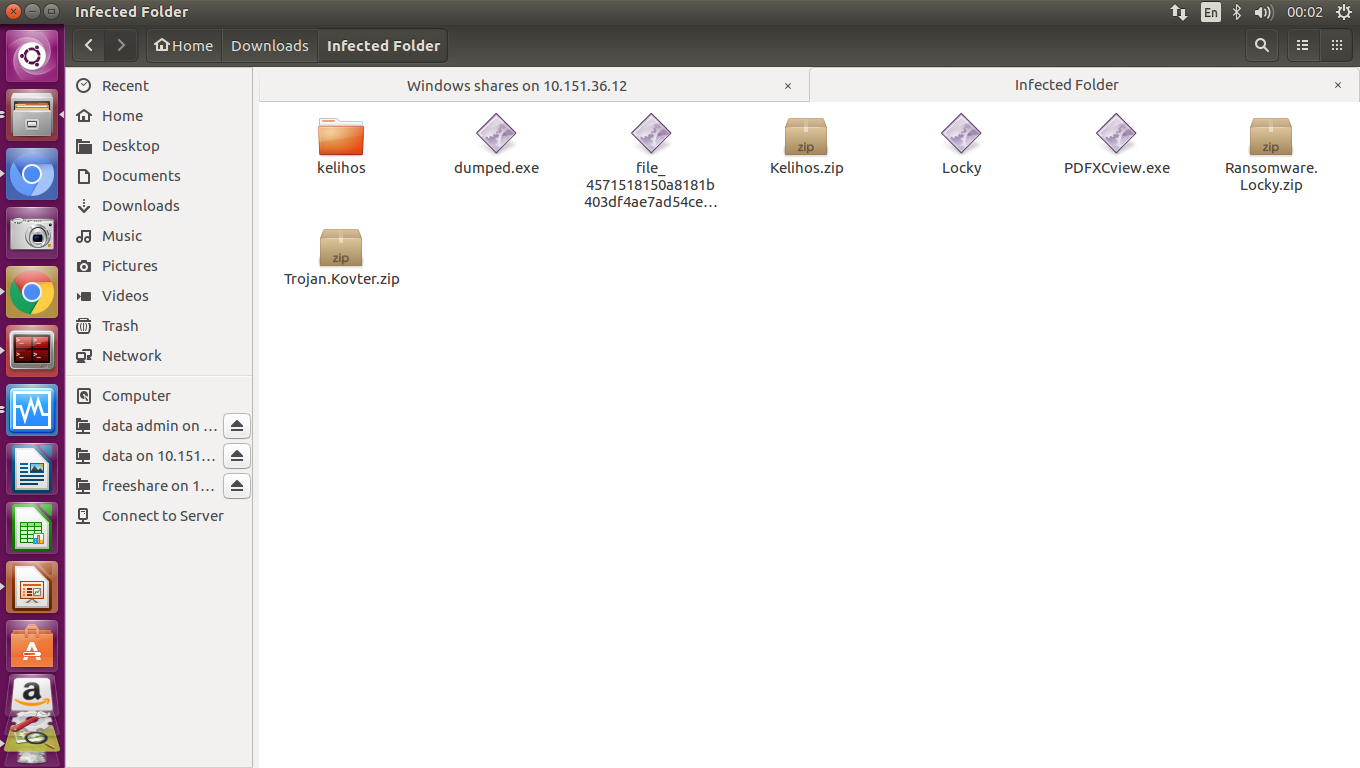 Infected Folder
En
00:02
Home
Downloads
Infected Folder
Recent
Home
Desktop
Documents
Downloads
Music
Pictures
Videos
Trash
Network
Computer
data admin on ...
data on 10.151...
freeshare on 1...
Connect to Server
Windows shares on 10.151.36.12
Infected Folder
kelihos
dumped.exe
file_
4571518150a8181b
403df4ae7ad54ce...
zip
Kelihos.zip
Locky
PDFXCview.exe
zip
Ransomware.
Locky.zip
zip
Trojan.Kovter.zip